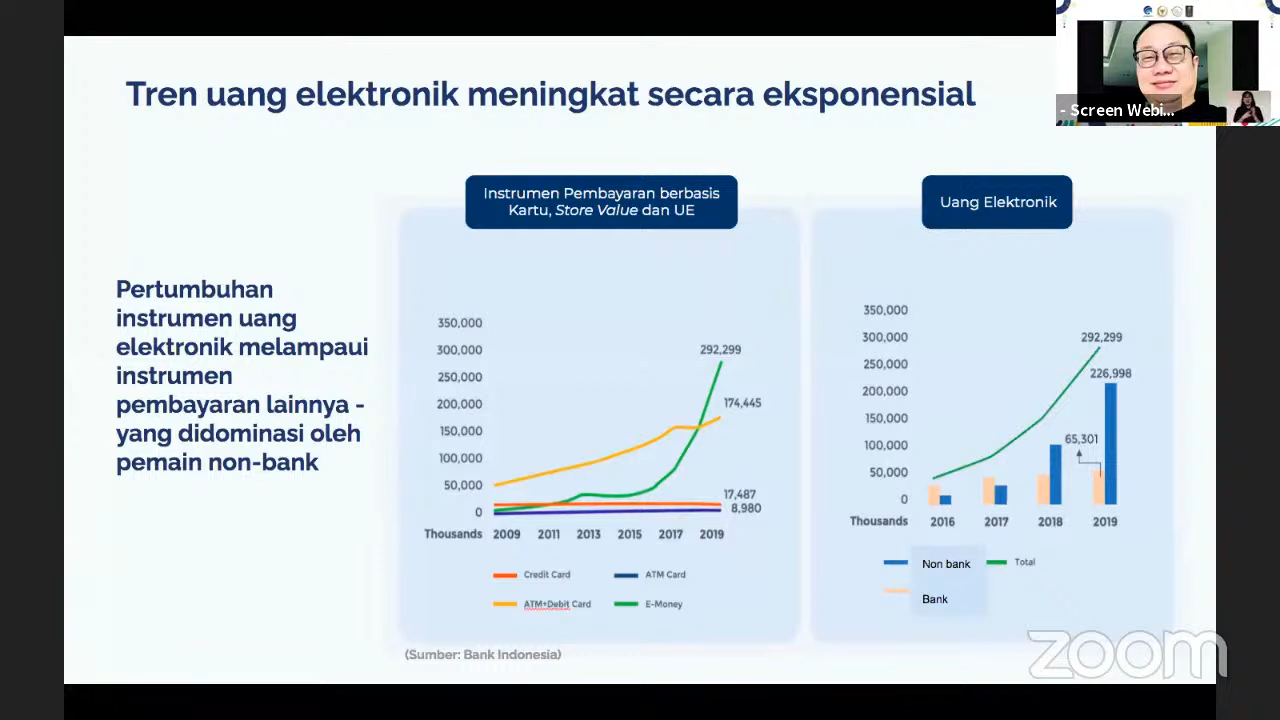 - Screen Webi...
Tren uang elektronik meningkat secara eksponensial
Pertumbuhan
instrumen uang
elektronik melampaui
instrumen
pembayaran lainnya -
yang didominasi oleh
pemain non-bank
Instrumen Pembayaran berbasis
Kartu, Store Value dan UE
350,000
300,000
250,000
200,000
150,000
100,000
50,000
0
292,299
174,445
17,487
8,980
Thousands 2009 2011 2013 2015 2017 2019
Credit Card ATM Card
ATM+Debit Card E-Money
(Sumber: Bank Indonesia)
Uang Elektronik
350,000
300,000
250,000
200,000
150,000
100,000
50,000
0
292,299
226,998
65,301
Thousands 2016 2017 2018 2019
Non bank Total
Bank
zoom